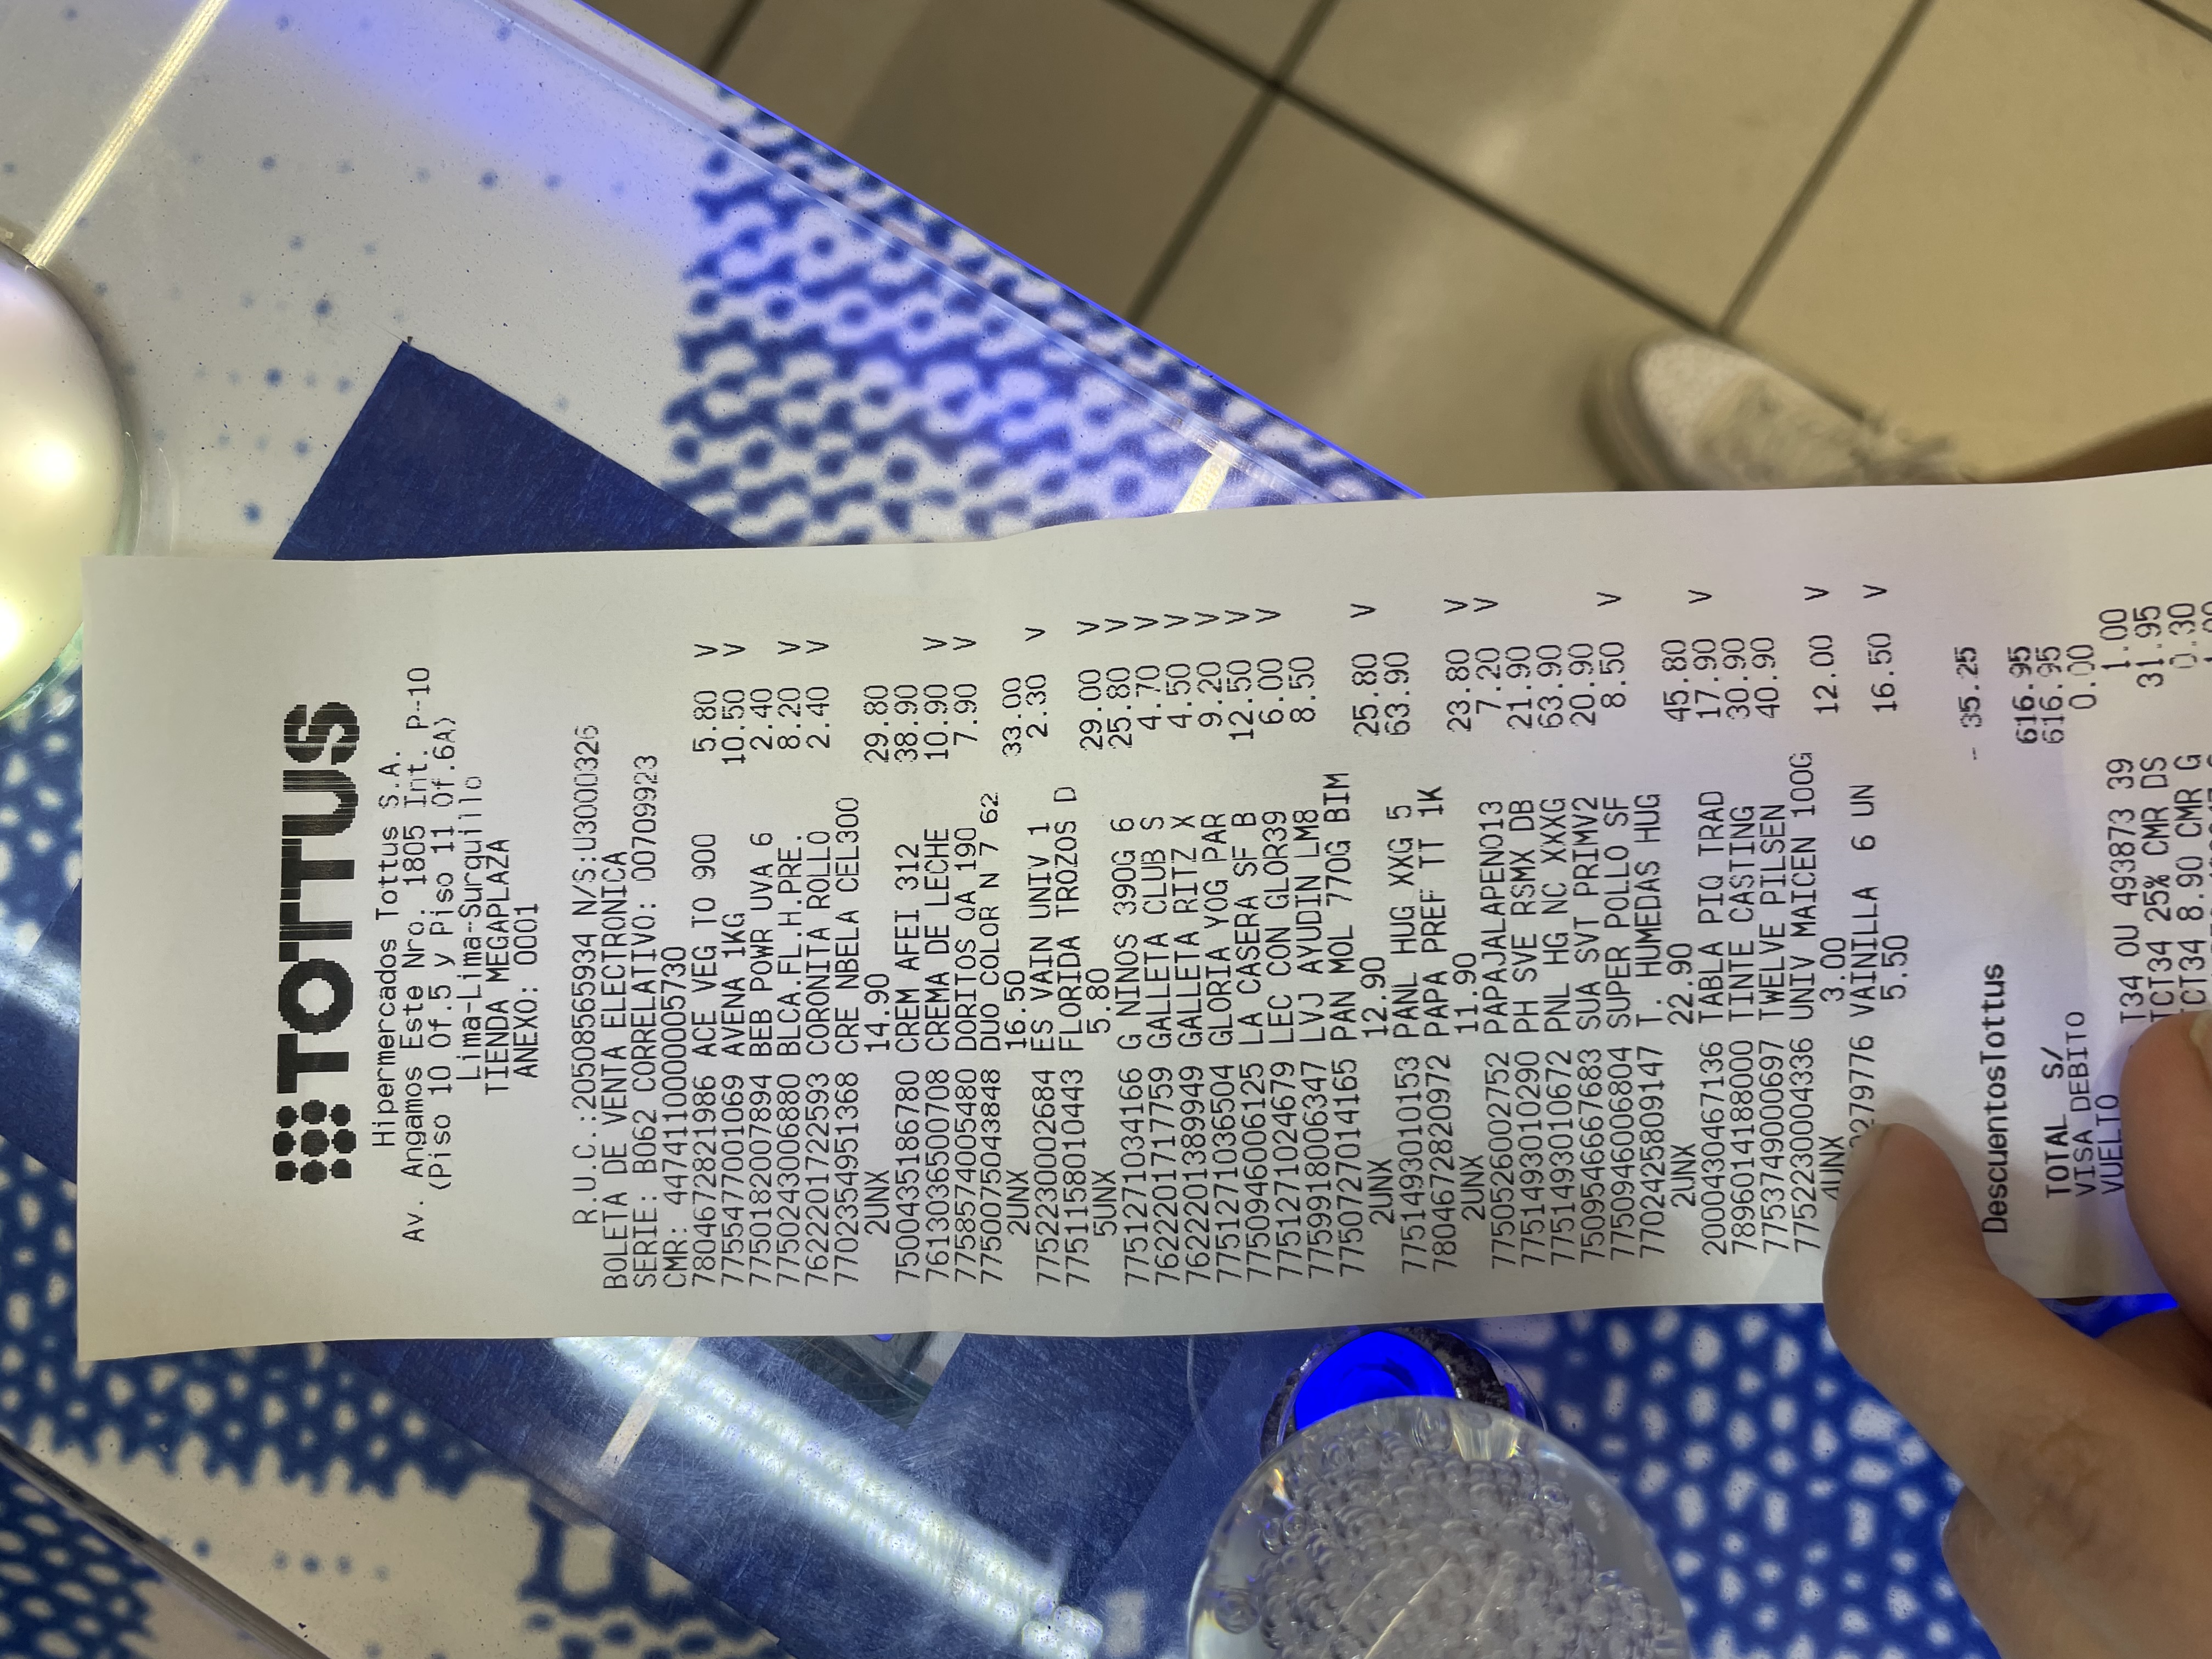 TOTTUS
Hipermercados Tottus S.A.
Av. Angamos Este Nro. 1805 Int. P-10
(Piso 10 Of.5 y Piso 11 Of.6A)
Lima-Lima-Surquillo
TIENDA MEGAPLAZA
ANEXO: 0001
R.U.C.:20508565934 N/S:U3000326
BOLETA DE VENTA ELECTRONICA
SERIE: B062 CORRELATIVO: 00709923
CMR: 4474110000005730
7804672821986 ACE VEG TO 900 5.80 V
7755477001069 AVENA 1KG 10.50 V
7750182007894 BEB POWR UVA 6 2.40
7750243006880 BLCA.FL.H.PRE. 8.20 V
7622201722593 CORONITA ROLLO 2.40 V
7702354951368 CRE NBELA CEL300
2UNX 14.90 29.80
7500435186780 CREM AFEI 312 38.90
7613036500708 CREMA DE LECHE 10.90 V
7758574005480 DORITOS QA 190 7.90 V
7750075043848 DUO COLOR N 7 62
2UNX 16.50 33.00
7752230002684 ES VAIN UNIV 1 2.30 V
7751158010443 FLORIDA TROZOS D
5UNX 5.80 29.00 V
7751271034166 G NINOS 390G 6 25.80 V
7622201717759 GALLETA CLUB S 4.70 V
7622201389949 GALLETA RITZ X 4.50 V
7751271036504 GLORIA YOG PAR 9.20 V
7750946006125 LA CASERA SF B 12.50 V
7751271024679 LEC CON GLOR39 6.00 V
7759918006347 LVJ AYUDIN LM8 8.50
7750727014165 PAN MOL 770G BIM
2UNX 12.90 25.80 V
7751493010153 PANL HUG XXG 5 63.90
7804672820972 PAPA PREF TT 1K
2UNX 11.90 23.80 V
7750526002752 PAPAJALAPENO13 7.20 V
7751493010290 PH SVE RSMX DB 21.90
7751493010672 PNL HG NC XXXG 63.90
7509546667683 SUA SVT PRIMV2 20.90
7750946006804 SUPER POLLO SF 8.50 V
7702425809147 T. HUMEDAS HUG
2UNX 22.90 45.80
2000430467136 TABLA PIQ TRAD 17.90 V
7896014188000 TINTE CASTING 30.90
7753749000697 TWELVE PILSEN 40.90
7752230004336 UNIV MAICEN 100G
4UNX 3.00 12.00 V
279776 VAINILLA 6 UN
5.50 16.50 V
DescuentosTottus - 35.25
TOTAL S/ 616.95
VISA DEBITO 616.95
VUELTO 0.00
T34 OU 493873 39 1.00
TCT34 25% CMR DS 31.95
CT34 8.90 CMR G 0.30